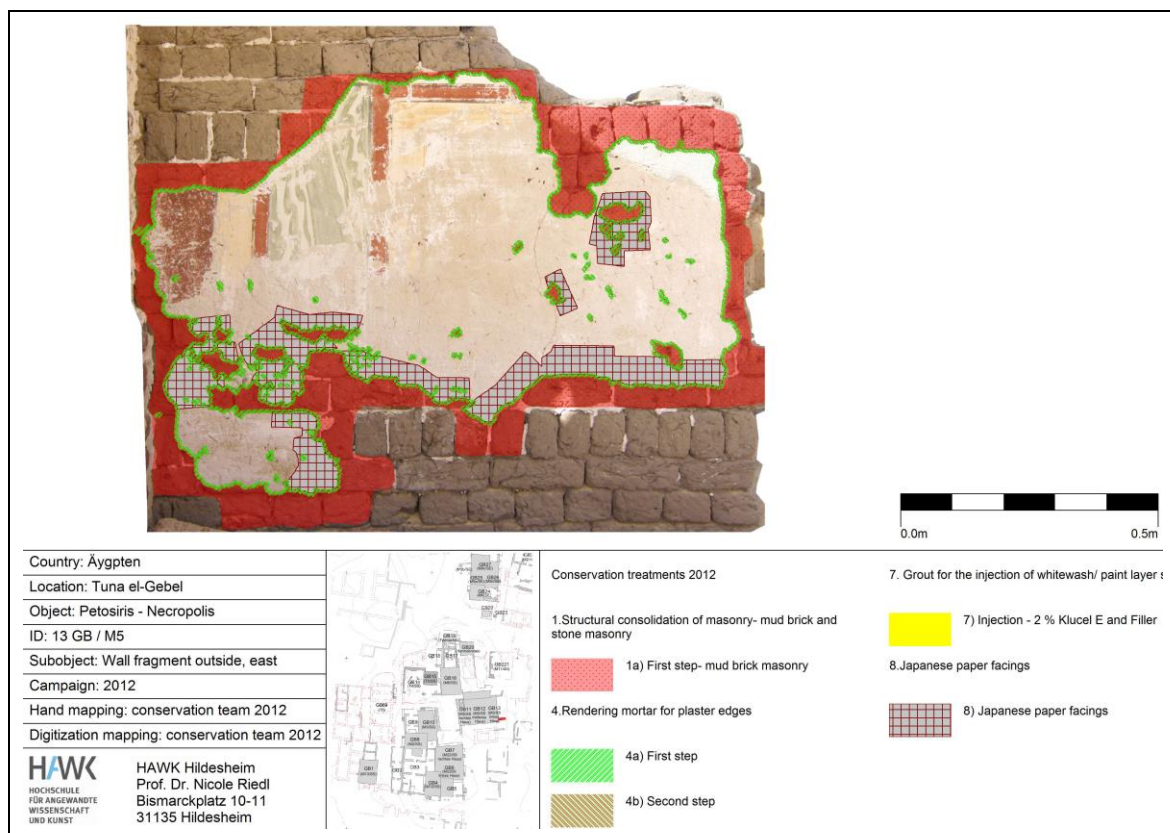 0.0m 0.5m
Country: Äygpten
Location: Tuna el-Gebel
Object: Petosiris - Necropolis
ID: 13 GB / M5
Subobject: Wall fragment outside, east
Campaign: 2012
Hand mapping: conservation team 2012
Digitization mapping: conservation team 2012
HAWK
HOCHSCHULE
FÜR ANGEWANDTE
WISSENSCHAFT
UND KUNST
HAWK Hildesheim
Prof. Dr. Nicole Riedl
Bismarckplatz 10-11
31135 Hildesheim
Conservation treatments 2012
1.Structural consolidation of masonry- mud brick and
stone masonry
1a) First step- mud brick masonry
4.Rendering mortar for plaster edges
4a) First step
4b) Second step
7. Grout for the injection of whitewash/ paint layer s
7) Injection - 2 % Klucel E and Filler
8.Japanese paper facings
8) Japanese paper facings